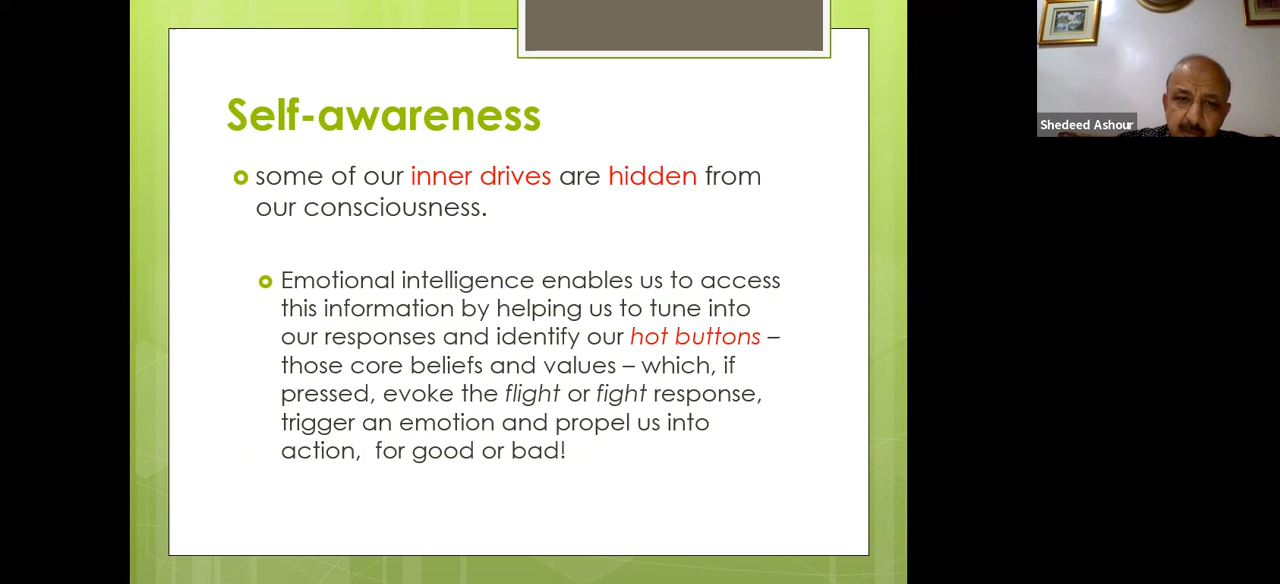 Self-awareness
some of our inner drives are hidden from
our consciousness.
Emotional intelligence enables us to access
this information by helping us to tune into
our responses and identify our hot buttons –
those core beliefs and values – which, if
pressed, evoke the flight or fight response,
trigger an emotion and propel us into
action,  for good or bad!
Shedeed Ashour